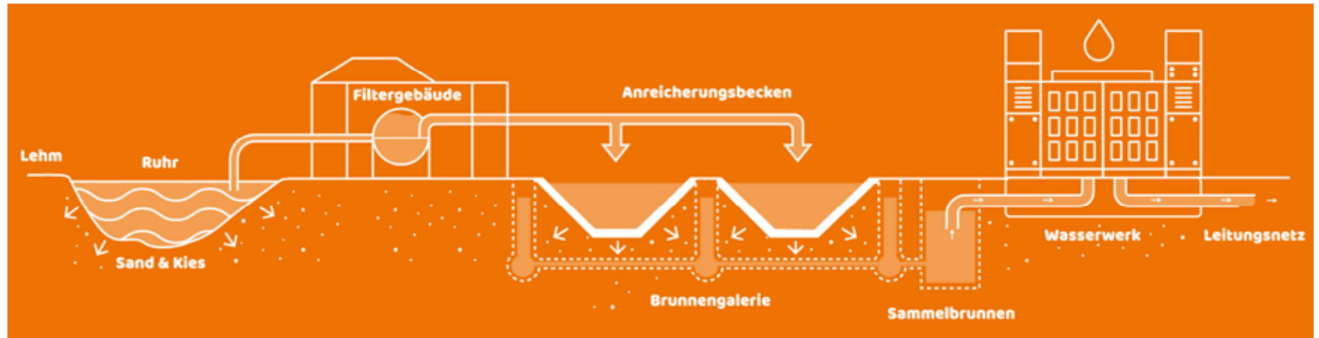 Lehm
Ruhr
Sand & Kies
Filtergebäude
Anreicherungsbecken
Brunnengalerie
Sammelbrunnen
Wasserwerk
Leitungsnetz